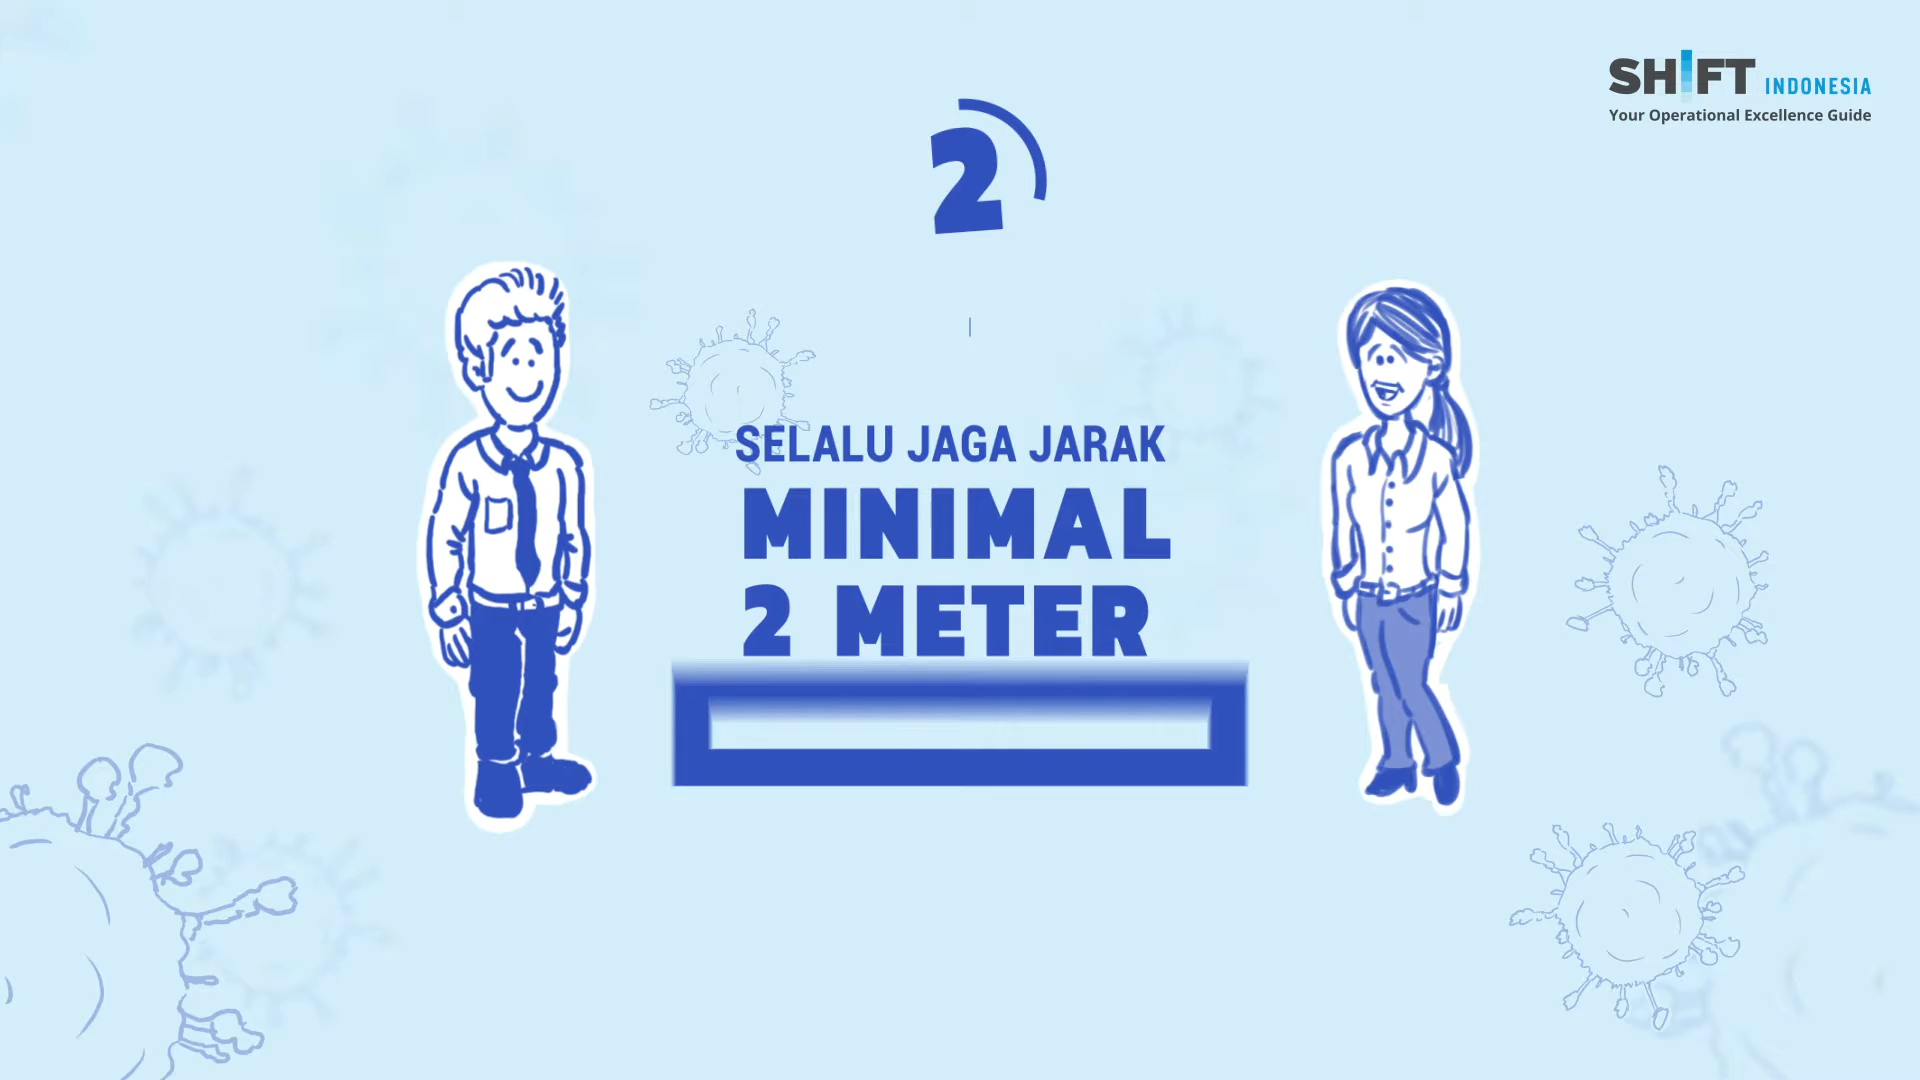 SHIFT INDONESIA
Your Operational Excellence Guide
2
SELALU JAGA JARAK
MINIMAL
2 METER